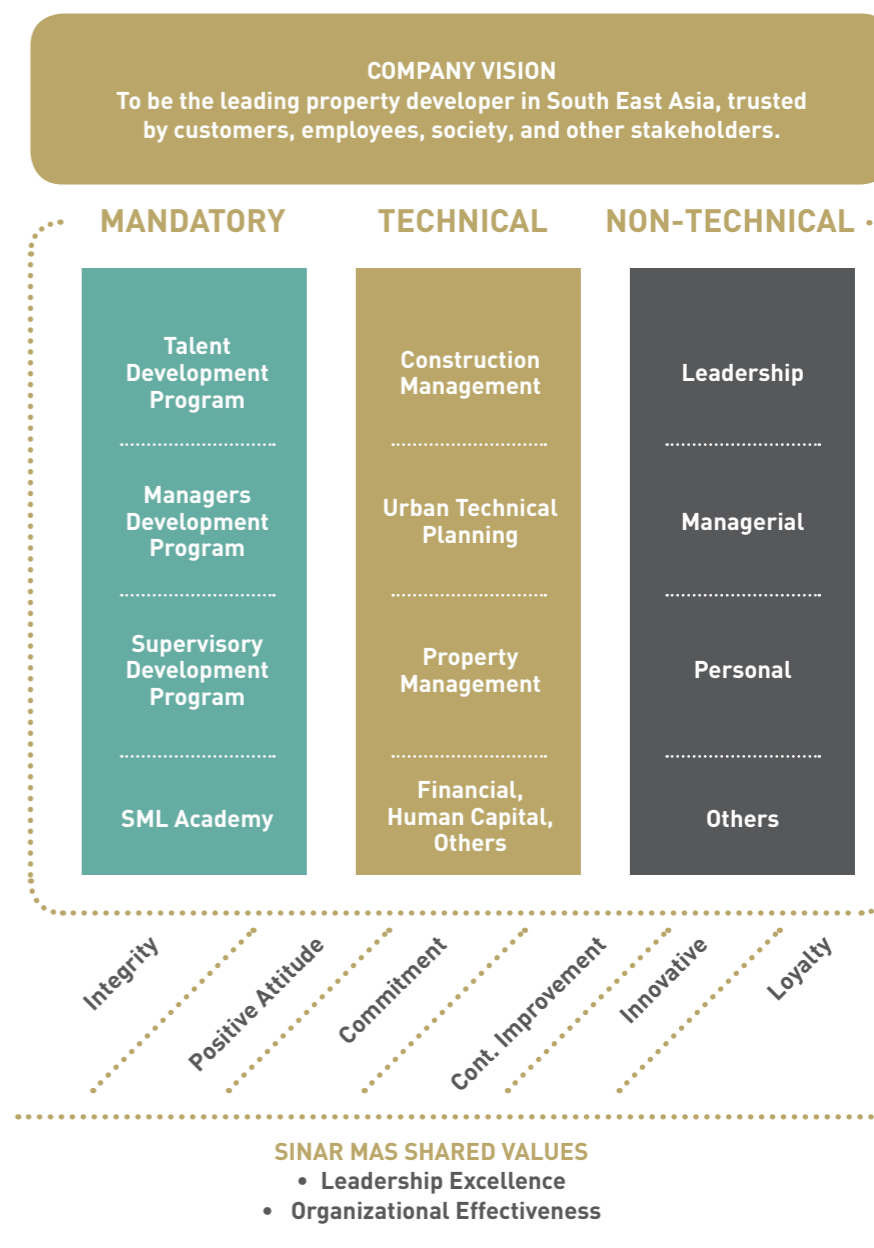 COMPANY VISION
To be the leading property developer in South East Asia, trusted
by customers, employees, society, and other stakeholders.
MANDATORY
Talent
Development
Program
Managers
Development
Program
Supervisory
Development
Program
SML Academy
TECHNICAL
Construction
Management
Urban Technical
Planning
Property
Management
Financial,
Human Capital,
Others
NON-TECHNICAL
Leadership
Managerial
Personal
Others
Integrity
Positive Attitude
Commitment
Cont. Improvement
Innovative
Loyalty
SINAR MAS SHARED VALUES
• Leadership Excellence
• Organizational Effectiveness